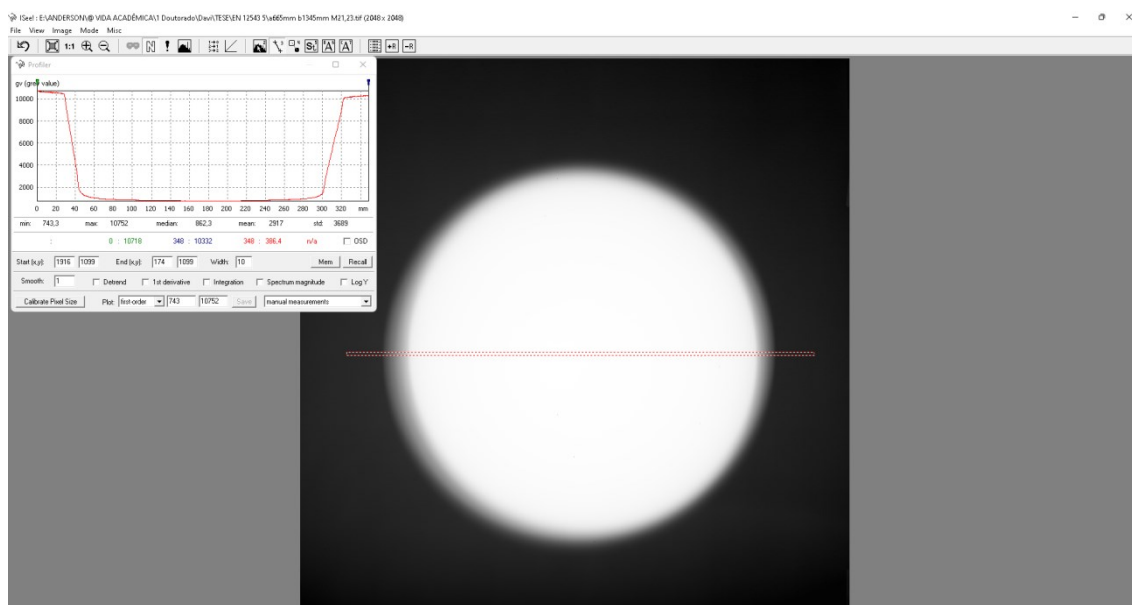 ISee! : E:\ANDERSON\@ VIDA ACADÊMICA\1 Doutorado\Davi\TESE\EN 12543 5\a665mm b1345mm M21,23.tif (2048 x 2048)
File View Image Mode Misc
1:1 N ! St A A +R -R
Profiler
gv (grey value)
10000
8000
6000
4000
2000
0 20 40 60 80 100 120 140 160 180 200 220 240 260 280 300 320 mm
min: 743,3 max: 10752 median: 862,3 mean: 2917 std: 3689
: 0 : 10718 348 : 10332 348 : 386,4 n/a OSD
Start (x,y): 1916 1099 End (x,y): 174 1099 Width: 10 Mem Recall
Smooth: 1 Detrend 1st derivative Integration Spectrum magnitude Log Y
Calibrate Pixel Size Plot: first-order 743 10752 Save manual measurements